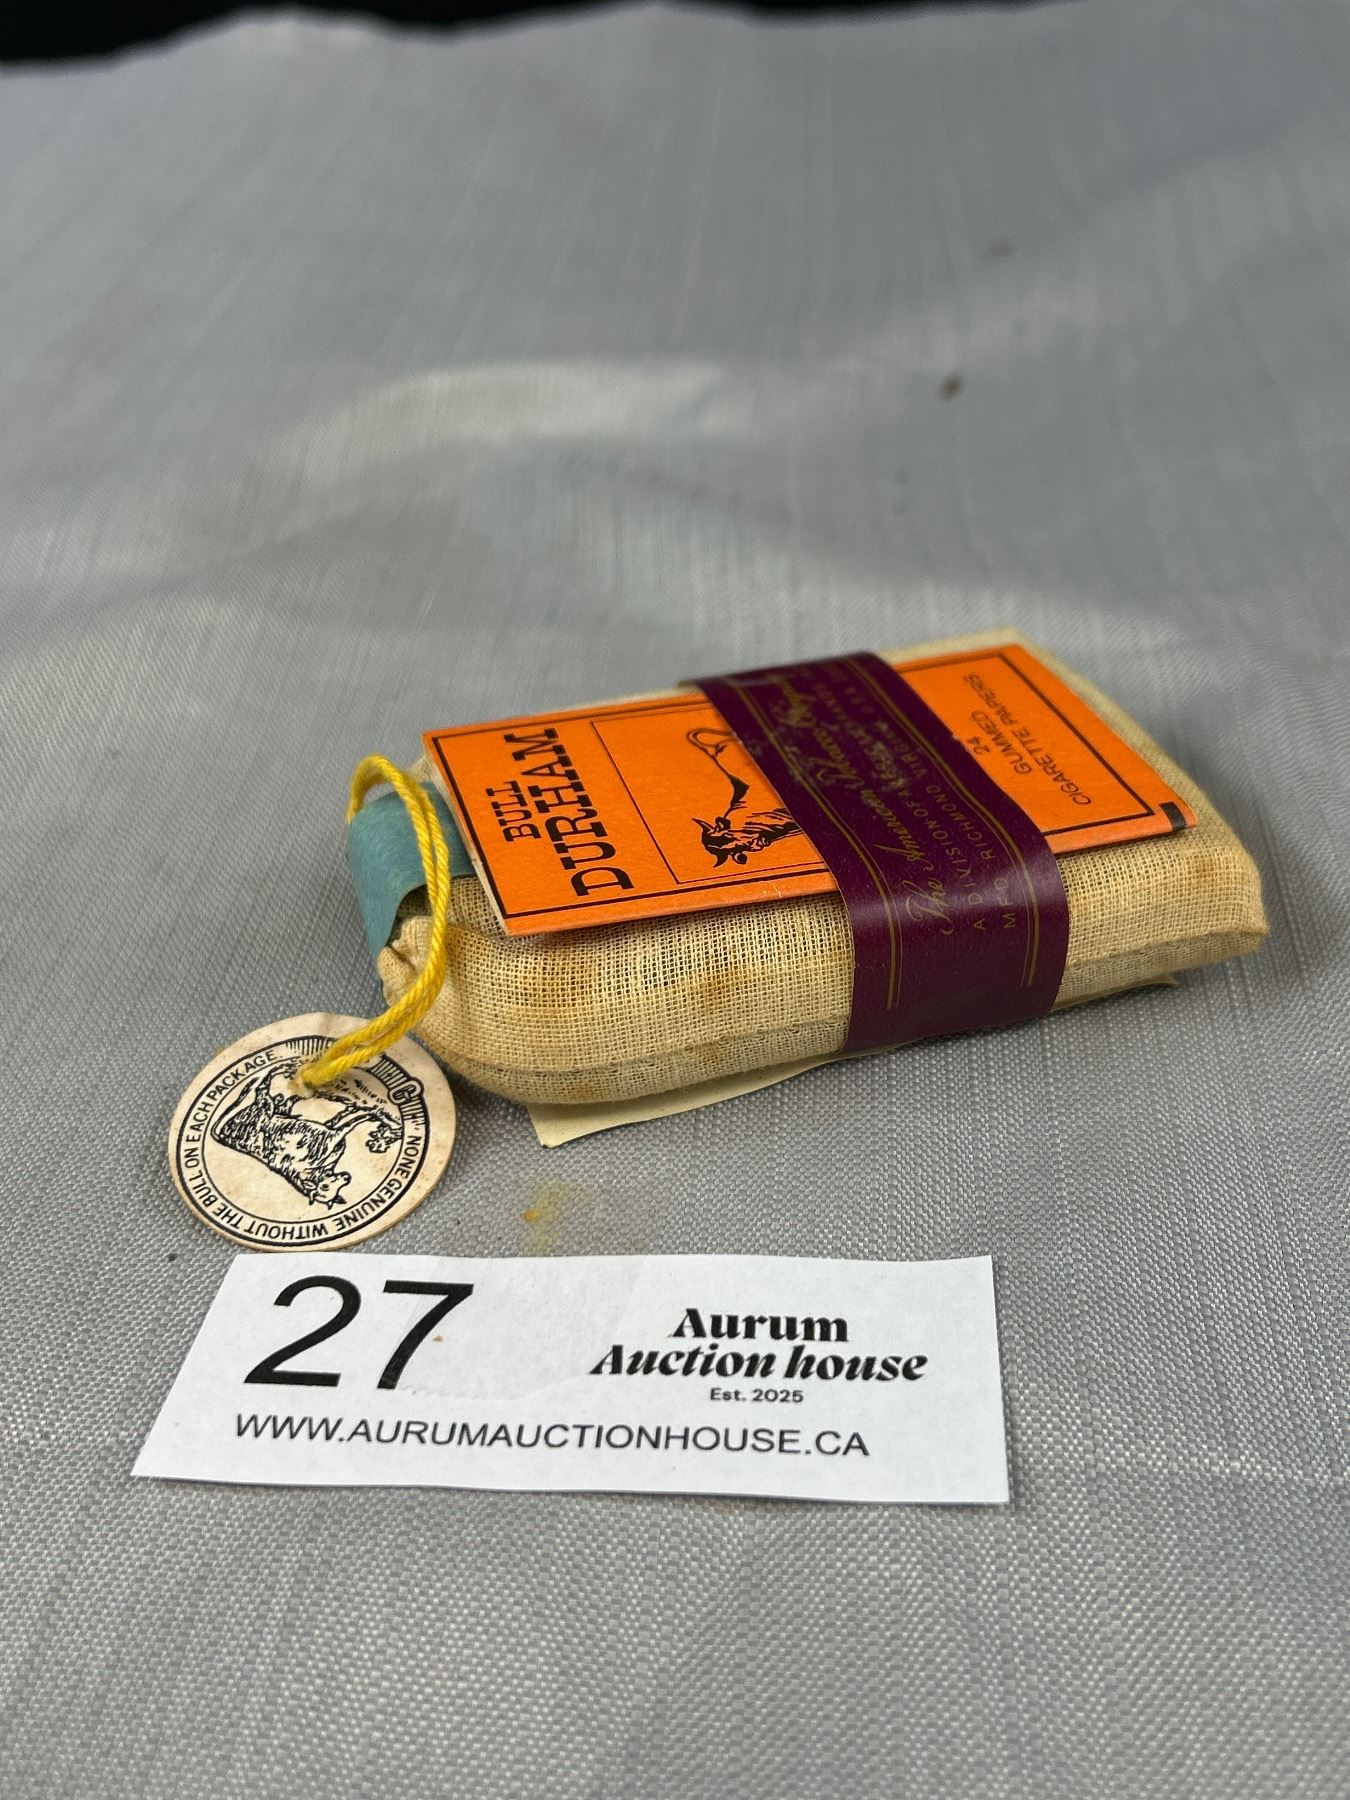 BULL
DURHAM
24
GUMMED
CIGARETTE PAPERS
The American Tobacco
A DIVISION OF
MFG. RICHMOND, VIRGINIA U.S.A.
NONE GENUINE WITHOUT THE BULL ON EACH PACKAGE
27
Aurum
Auction house
Est. 2025
WWW.AURUMAUCTIONHOUSE.CA